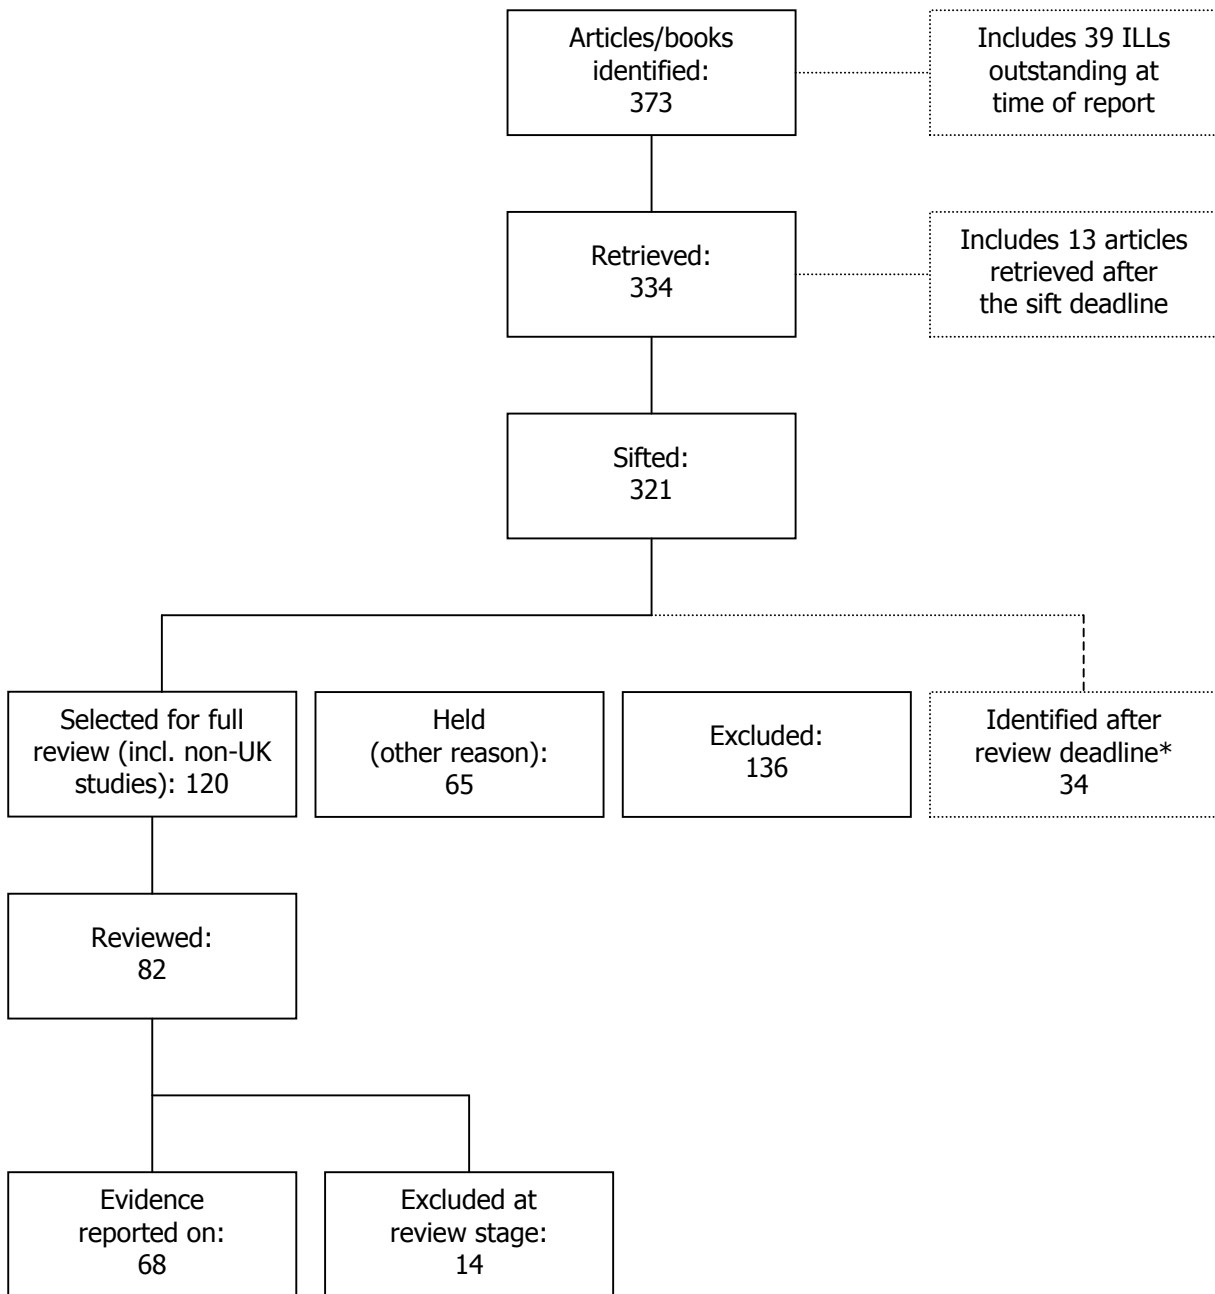 Articles/books
identified:
373
Includes 39 ILLs
outstanding at
time of report
Retrieved:
334
Includes 13 articles
retrieved after
the sift deadline
Sifted:
321
Selected for full
review (incl. non-UK
studies): 120
Held
(other reason):
65
Excluded:
136
Identified after
review deadline*
34
Reviewed:
82
Evidence
reported on:
68
Excluded at
review stage:
14